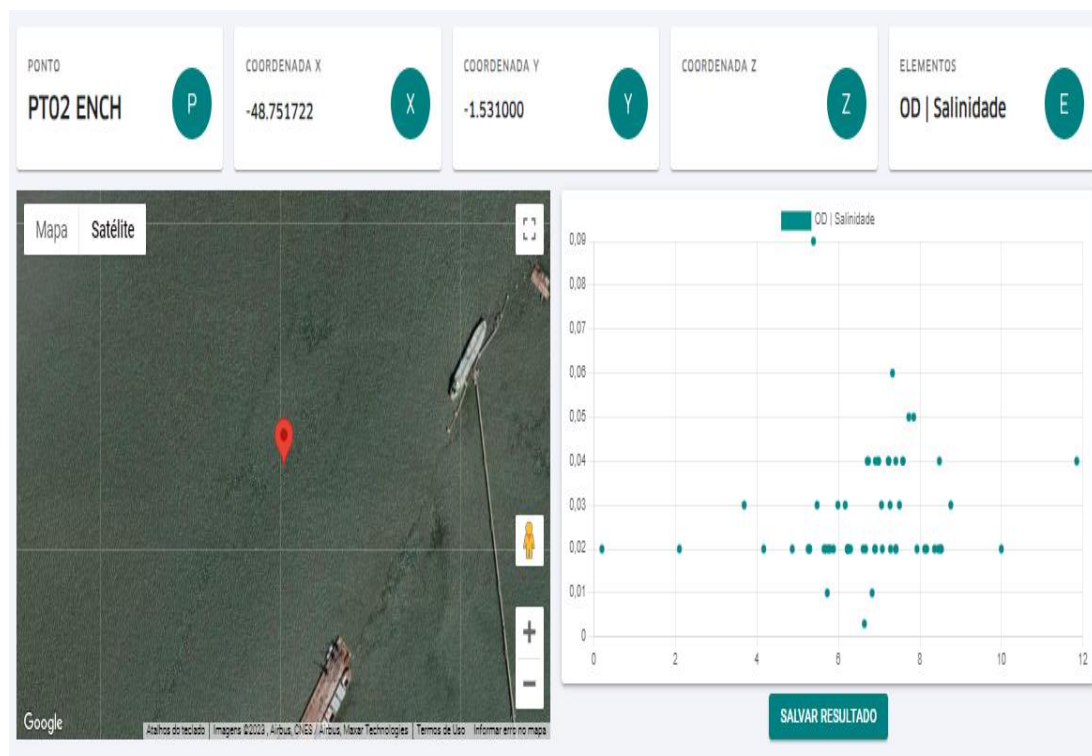 PONTO
PT02 ENCH
P
COORDENADA X
-48.751722
X
COORDENADA Y
-1.531000
Y
COORDENADA Z
Z
ELEMENTOS
OD | Salinidade
E
Mapa
Satélite
Google
Atalhos do teclado
Imagens ©2023 , Airbus, CNES / Airbus, Maxar Technologies
Termos de Uso
Informar erro no mapa
OD | Salinidade
0,09
0,08
0,07
0,06
0,05
0,04
0,03
0,02
0,01
0
0 2 4 6 8 10 12
SALVAR RESULTADO